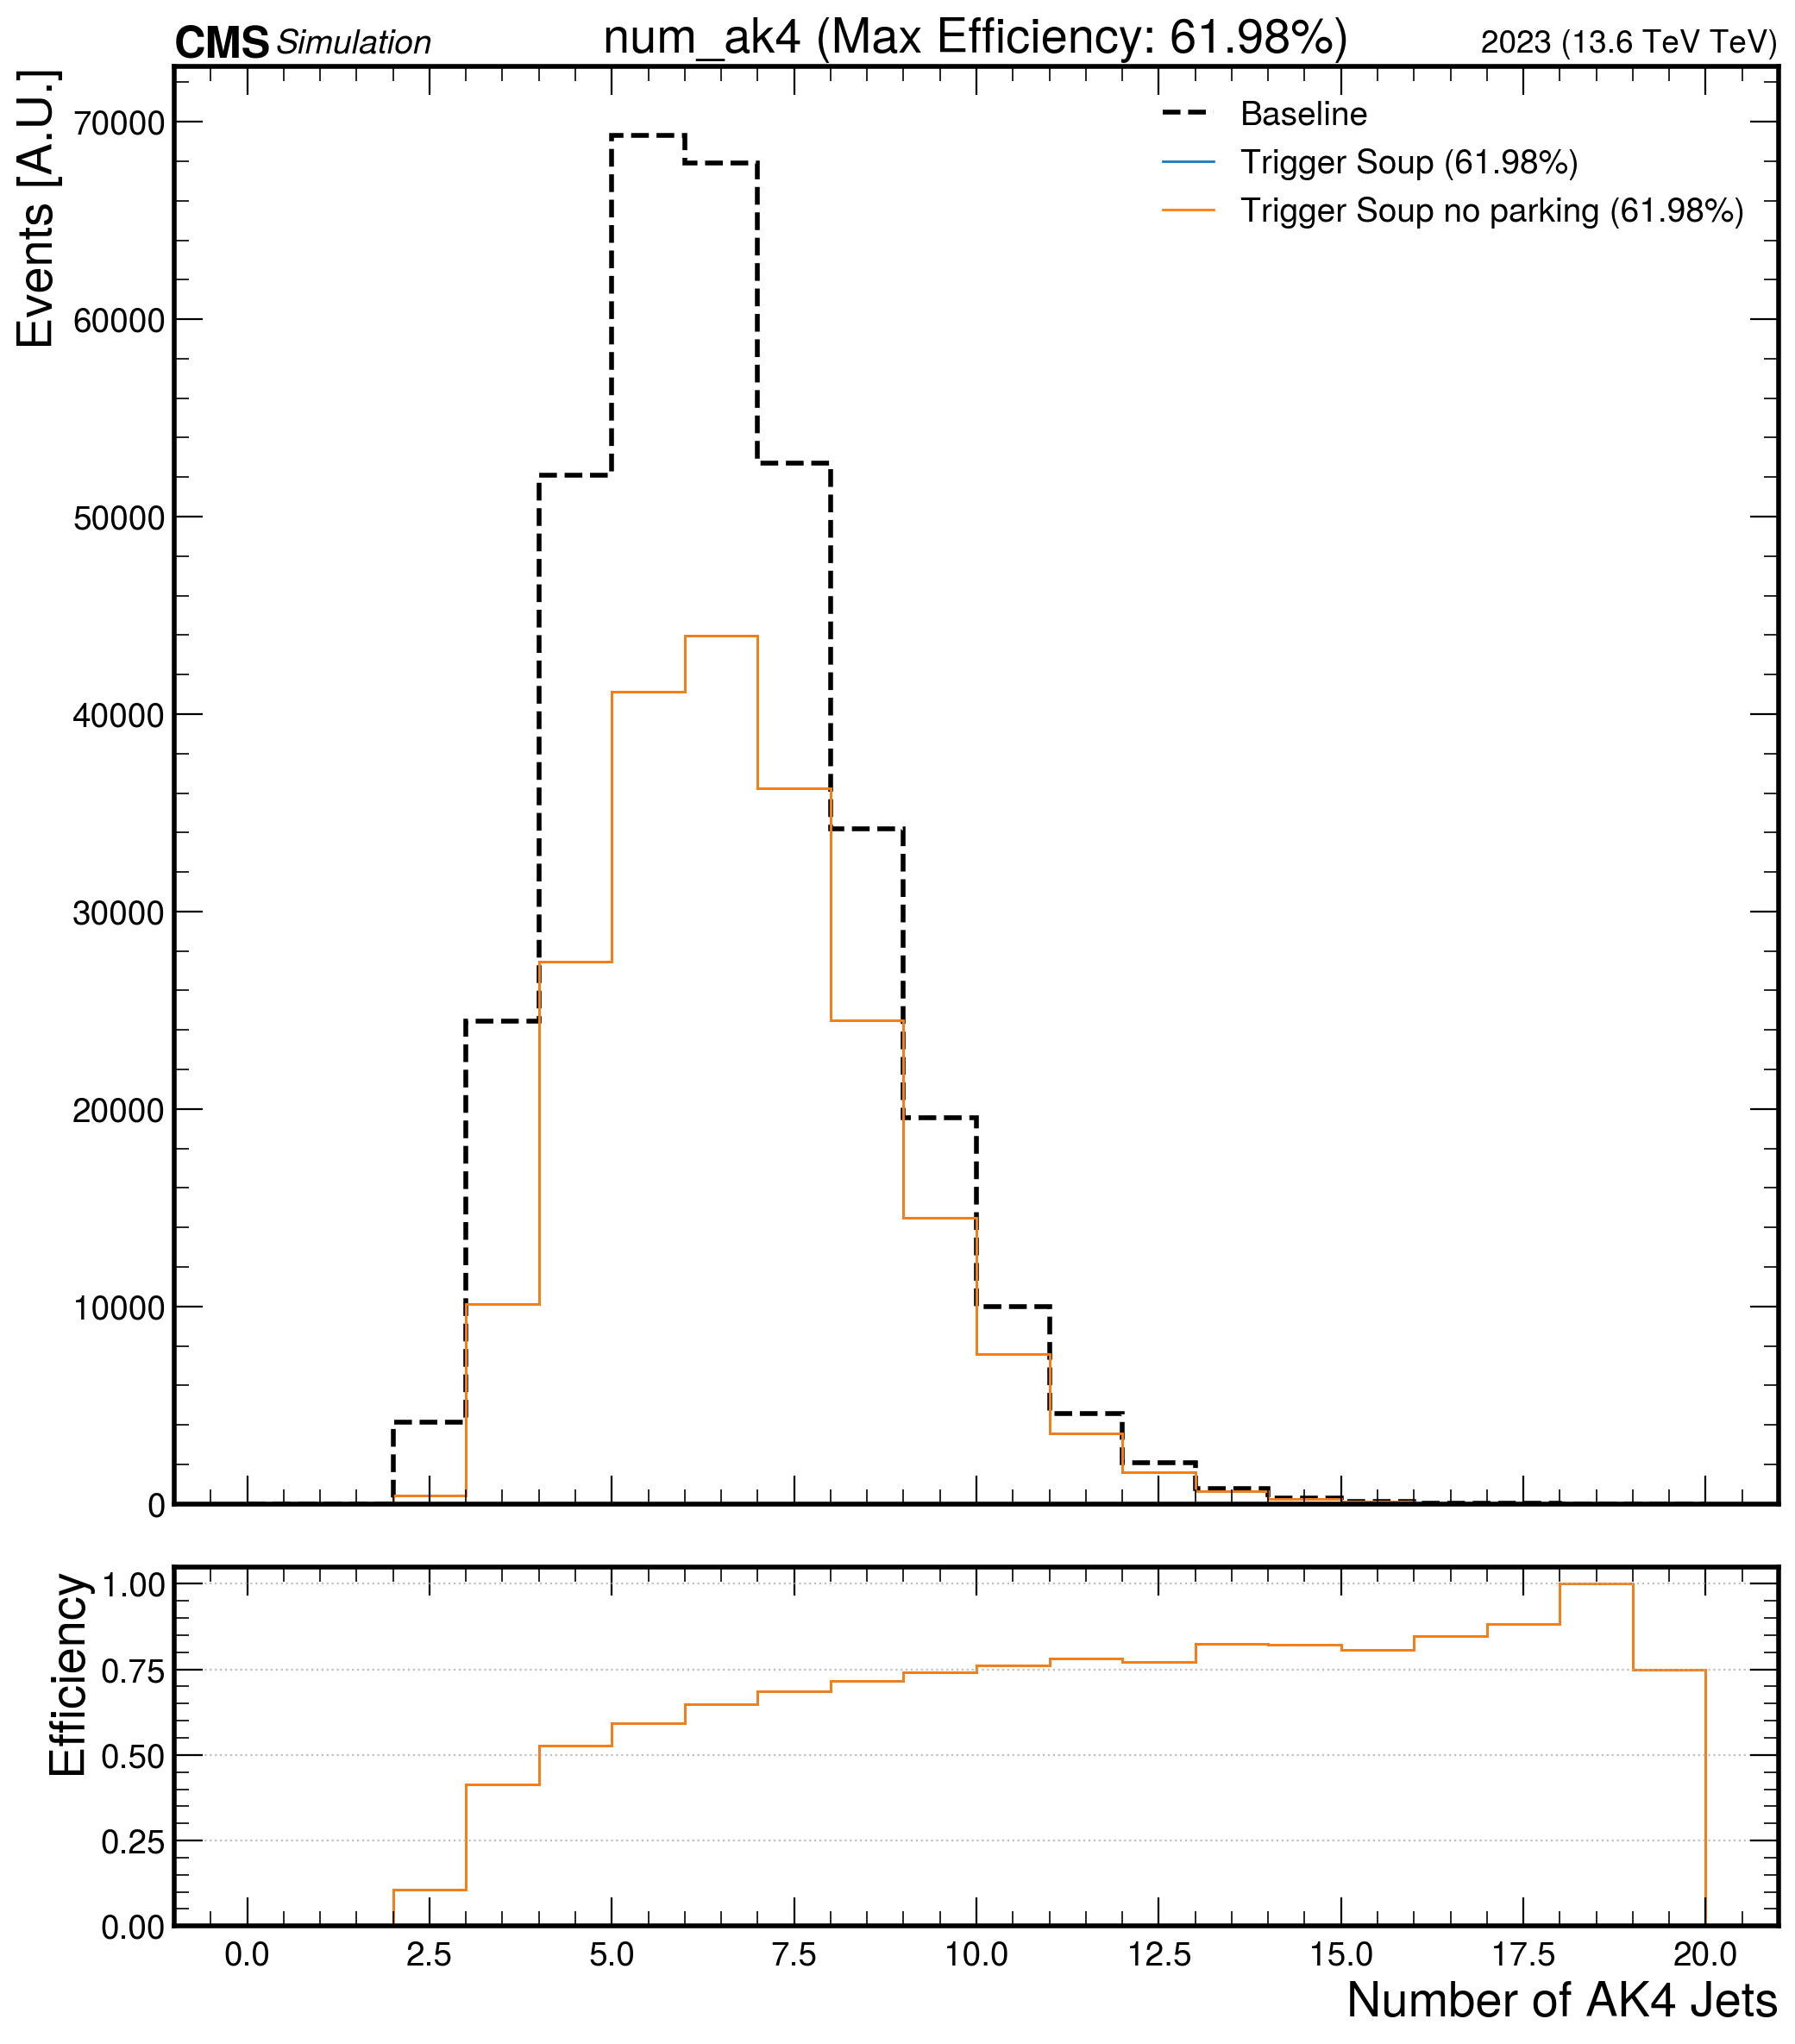 CMS Simulation num_ak4 (Max Efficiency: 61.98%) 2023 (13.6 TeV TeV)
Events [A.U.]
Baseline
Trigger Soup (61.98%)
Trigger Soup no parking (61.98%)
70000
60000
50000
40000
30000
20000
10000
0
Efficiency
1.00
0.75
0.50
0.25
0.00
0.0 2.5 5.0 7.5 10.0 12.5 15.0 17.5 20.0
Number of AK4 Jets